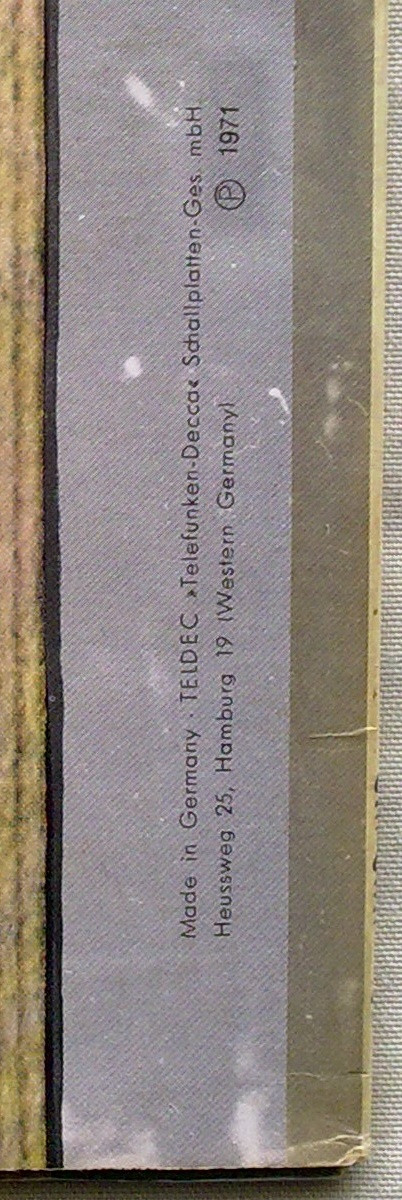 Made in Germany · TELDEC »Telefunken-Decca« Schallplatten-Ges. mbH
Heussweg 25, Hamburg 19 (Western Germany) Ⓟ 1971